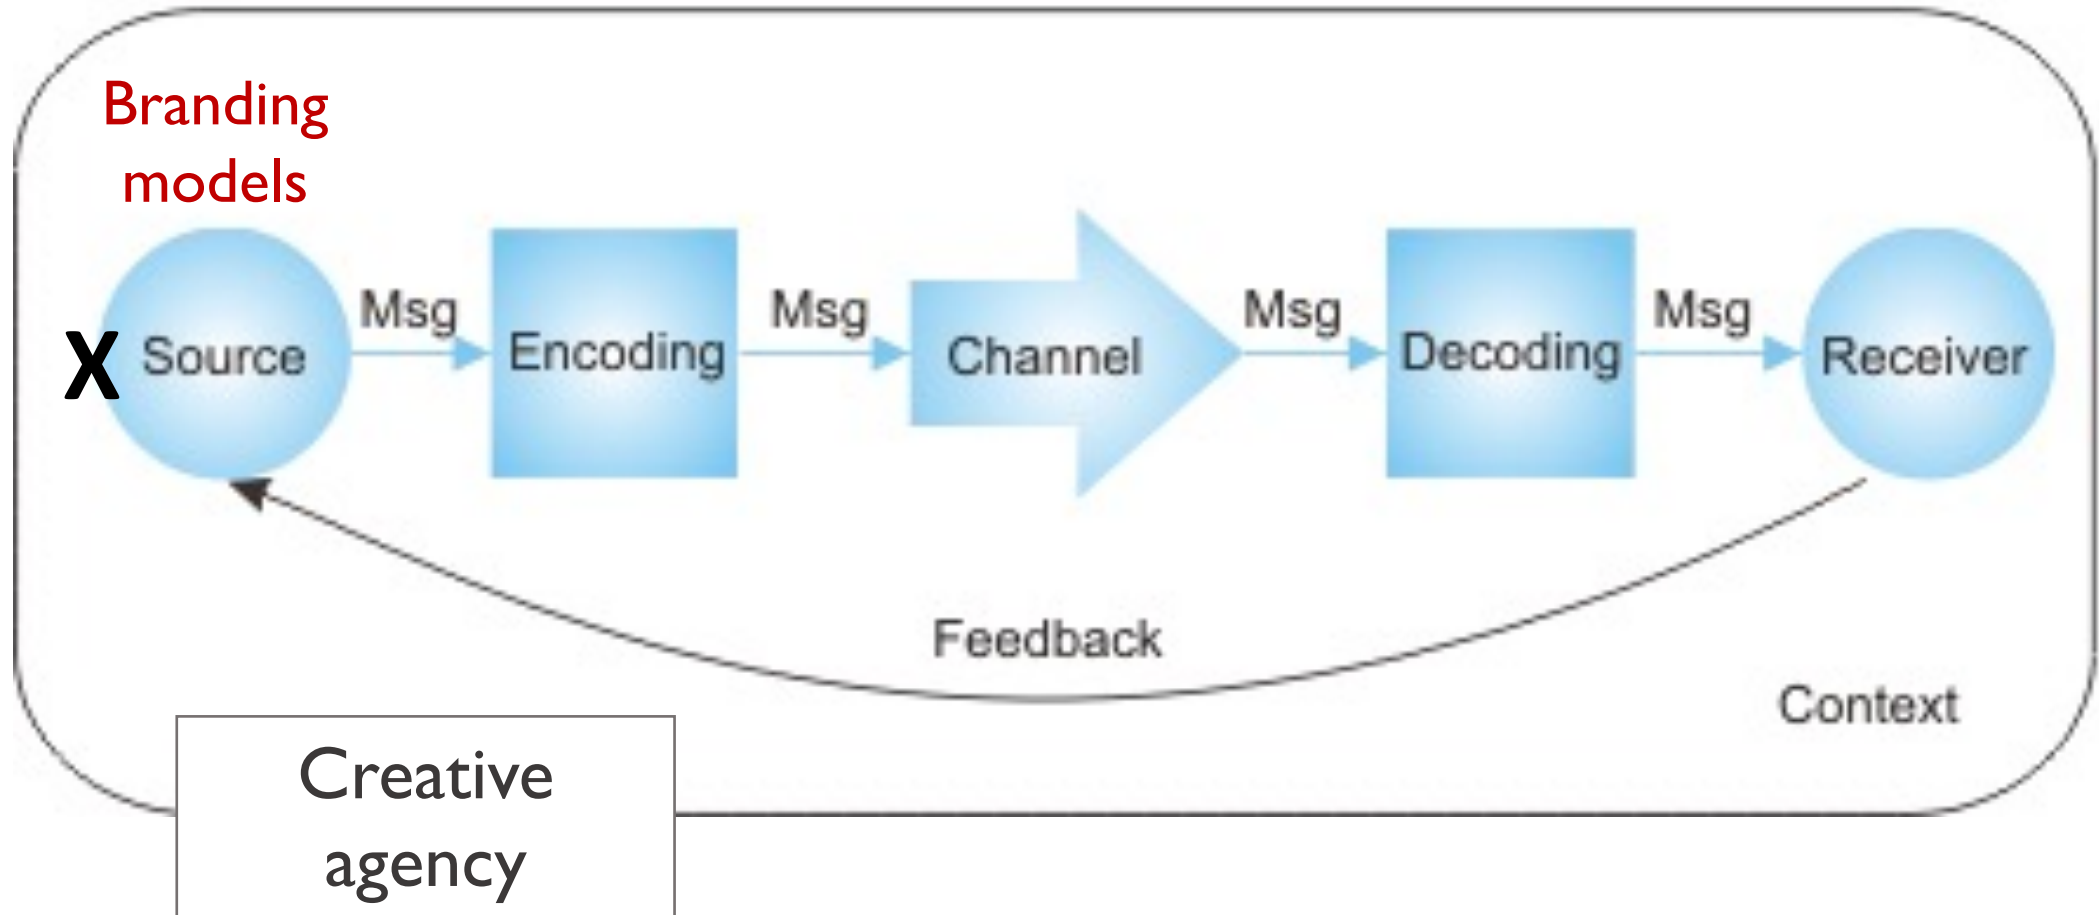 Branding
models
X
Source
Msg
Encoding
Msg
Channel
Msg
Decoding
Msg
Receiver
Feedback
Context
Creative
agency